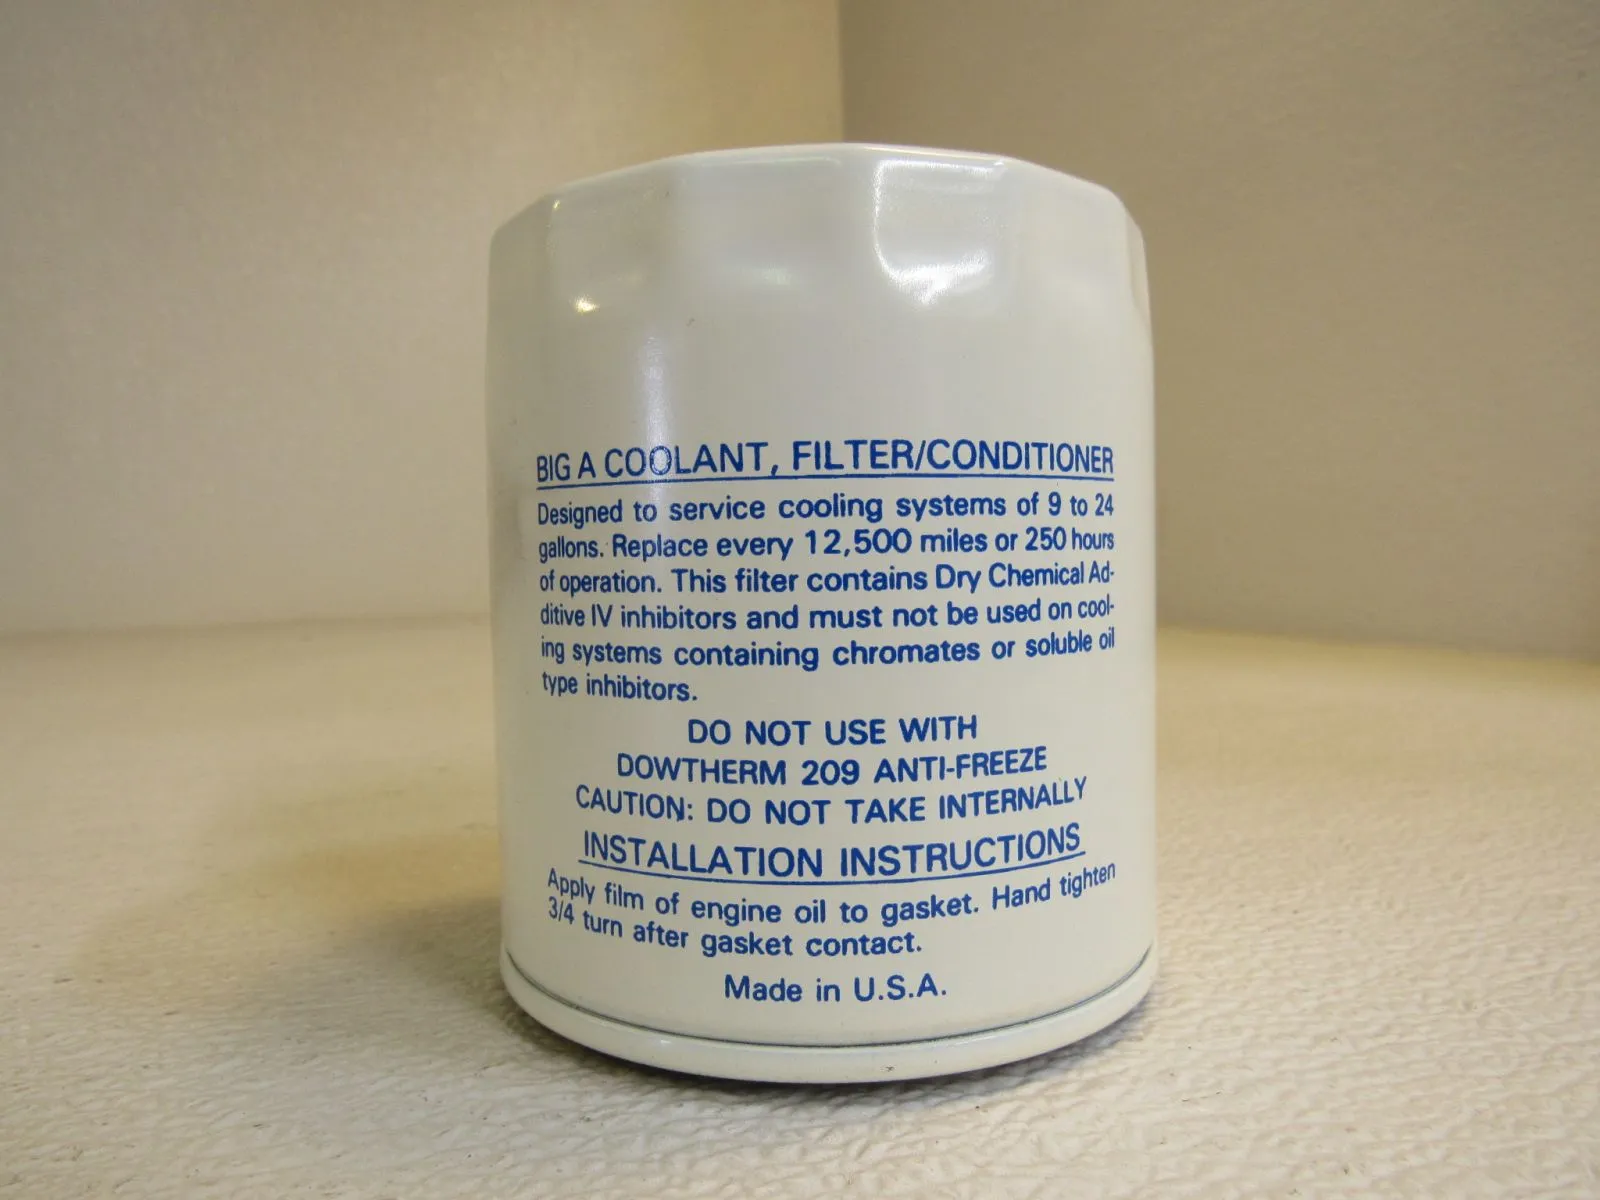 BIG A COOLANT, FILTER/CONDITIONER
Designed to service cooling systems of 9 to 24
gallons. Replace every 12,500 miles or 250 hours
of operation. This filter contains Dry Chemical Ad-
ditive IV inhibitors and must not be used on cool-
ing systems containing chromates or soluble oil
type inhibitors.
DO NOT USE WITH
DOWTHERM 209 ANTI-FREEZE
CAUTION: DO NOT TAKE INTERNALLY
INSTALLATION INSTRUCTIONS
Apply film of engine oil to gasket. Hand tighten
3/4 turn after gasket contact.
Made in U.S.A.